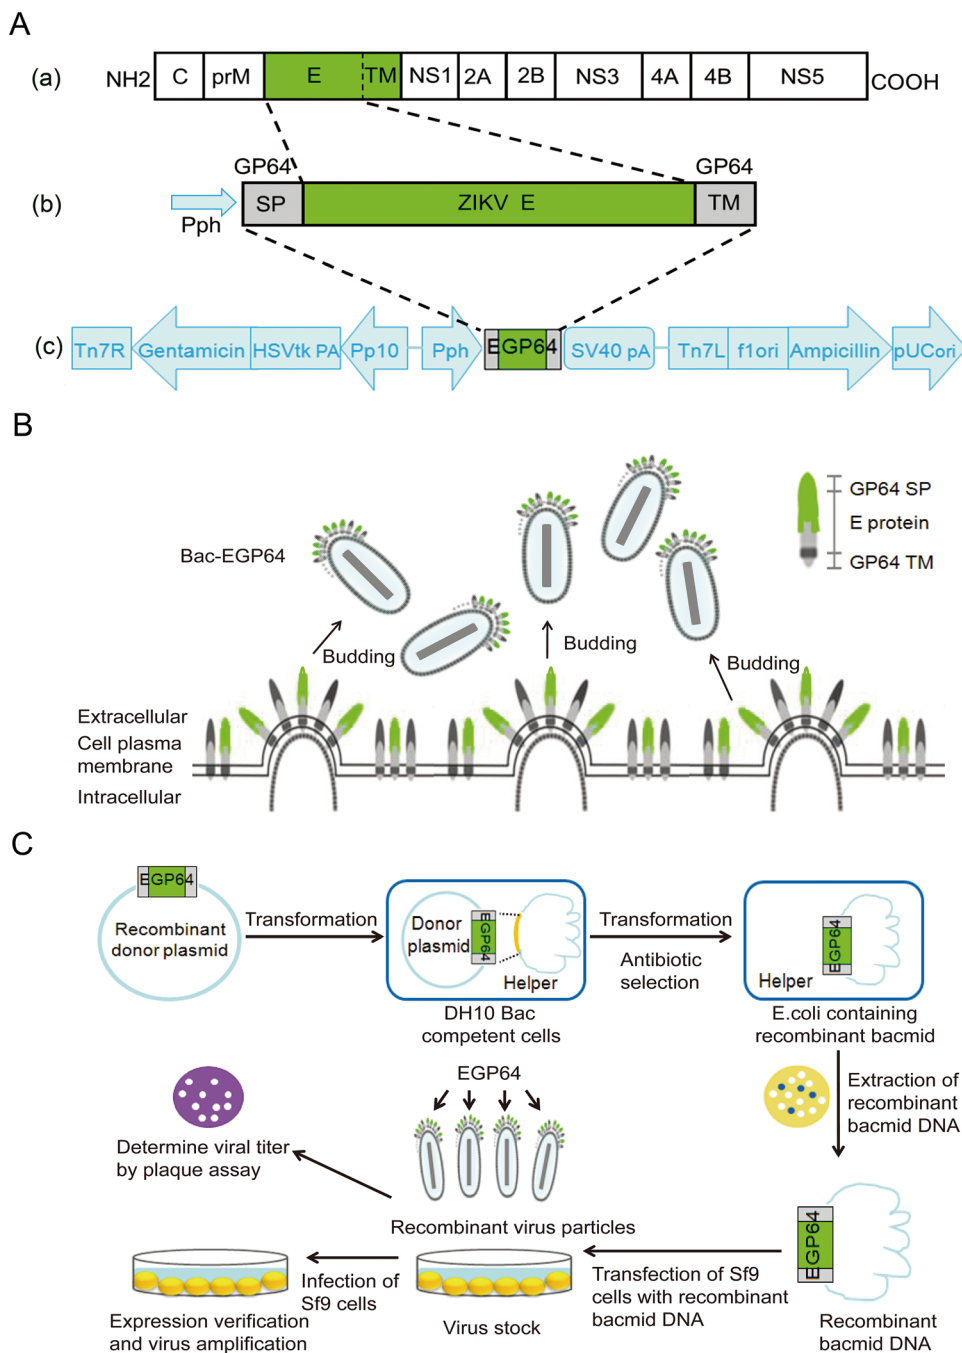 A
(a)
NH2 C prM E TM NS1 2A 2B NS3 4A 4B NS5 COOH
GP64 GP64
(b)
SP ZIKV E TM
Pph
(c)
Tn7R Gentamicin HSVtk PA Pp10 Pph EGP64 SV40 pA Tn7L f1ori Ampicillin pUCori
B
GP64 SP
E protein
GP64 TM
Bac-EGP64
Budding
Budding
Budding
Extracellular
Cell plasma
membrane
Intracellular
C
EGP64
Recombinant
donor plasmid
Transformation
Donor
plasmid
EGP64
Helper
DH10 Bac
competent cells
Transformation
Antibiotic
selection
EGP64
Helper
E.coli containing
recombinant bacmid
Extraction of
recombinant
bacmid DNA
EGP64
Recombinant
bacmid DNA
Transfection of Sf9
cells with recombinant
bacmid DNA
EGP64
Recombinant virus particles
Virus stock
Determine viral titer
by plaque assay
Infection of
Sf9 cells
Expression verification
and virus amplification